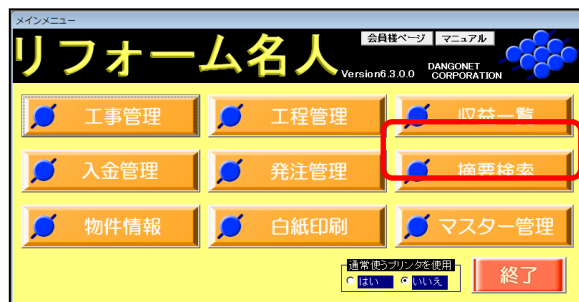 メインメニュー
リフォーム名人
会員様ページ マニュアル
Version6.3.0.0
DANGONET
CORPORATION
工事管理 工程管理 収益一覧
入金管理 発注管理 摘要検索
物件情報 白紙印刷 マスター管理
通常使うプリンタを使用
はい いいえ
終了